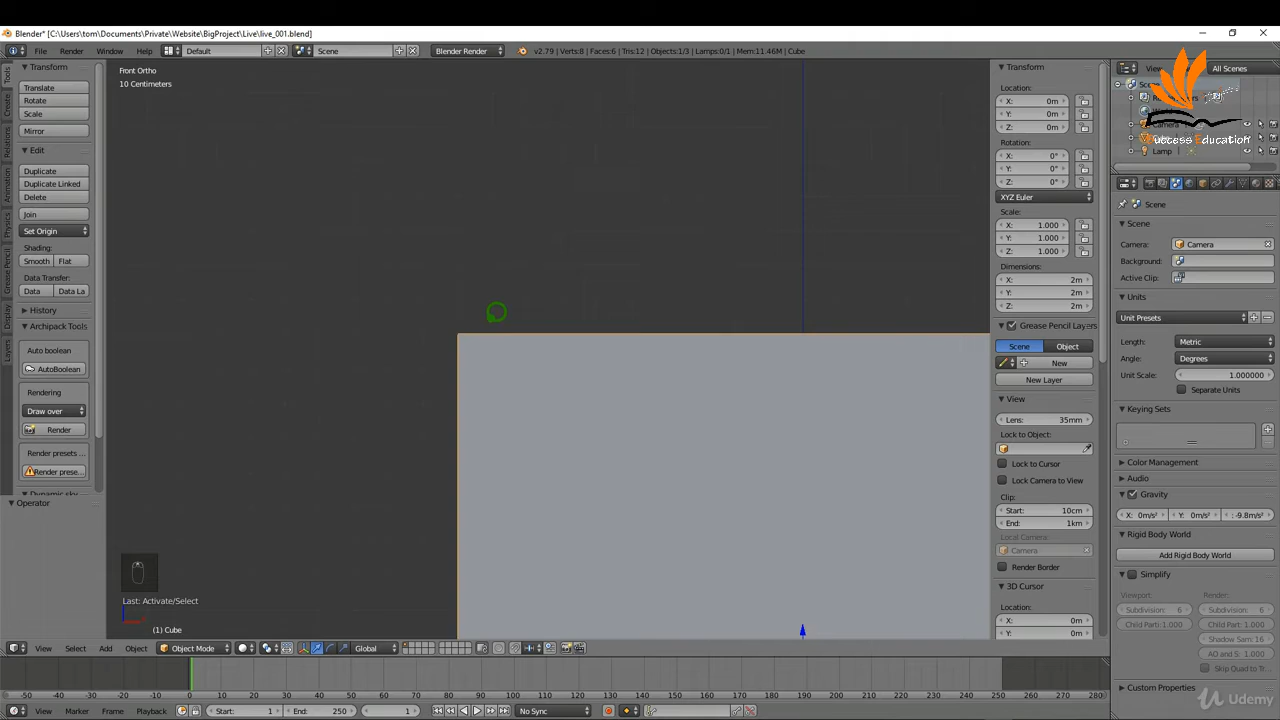 Blender* [C:\Users\tom\Documents\Private\Website\BigProject\Live\live_001.blend]
File Render Window Help Default Scene Blender Render v2.79 | Verts:8 | Faces:6 | Tris:12 | Objects:1/3 | Lamps:0/1 | Mem:11.46M | Cube
Tools
Create
Relations
Animation
Physics
Grease Pencil
Display
Layers
Transform
Translate
Rotate
Scale
Mirror
Edit
Duplicate
Duplicate Linked
Delete
Join
Set Origin
Shading:
Smooth Flat
Data Transfer:
Data Data La
History
Archipack Tools
Auto boolean
AutoBoolean
Rendering
Draw over
Render
Render presets ...
Render prese...
Operator
Front Ortho
10 Centimeters
Last: Activate/Select
(1) Cube
Transform
Location:
X: 0m
Y: 0m
Z: 0m
Rotation:
X: 0°
Y: 0°
Z: 0°
XYZ Euler
Scale:
X: 1.000
Y: 1.000
Z: 1.000
Dimensions:
X: 2m
Y: 2m
Z: 2m
Grease Pencil Layers
Scene Object
New
New Layer
View
Lens: 35mm
Lock to Object:
Lock to Cursor
Lock Camera to View
Clip:
Start: 10cm
End: 1km
Local Camera:
Camera
Render Border
3D Cursor
Location:
X: 0m
Y: 0m
All Scenes
Lamp
Success Education
Scene
Scene
Camera: Camera
Background:
Active Clip:
Units
Unit Presets
Length: Metric
Angle: Degrees
Unit Scale: 1.000000
Separate Units
Keying Sets
Color Management
Audio
Gravity
X: 0m/s² Y: 0m/s² : -9.8m/s²
Rigid Body World
Add Rigid Body World
Simplify
Viewport: Render:
Subdivision: 6 Subdivision: 6
Child Part: 1.000 Child Part: 1.000
Shadow Sam: 16
AO and S: 1.000
Skip Quad to Tr
Custom Properties
View Select Add Object Object Mode Global
-50 -40 -30 -20 -10 0 10 20 30 40 50 60 70 80 90 100 110 120 130 140 150 160 170 180 190 200 210 220 230 240 250 260 270 280
View Marker Frame Playback Start: 1 End: 250 1 No Sync
Udemy